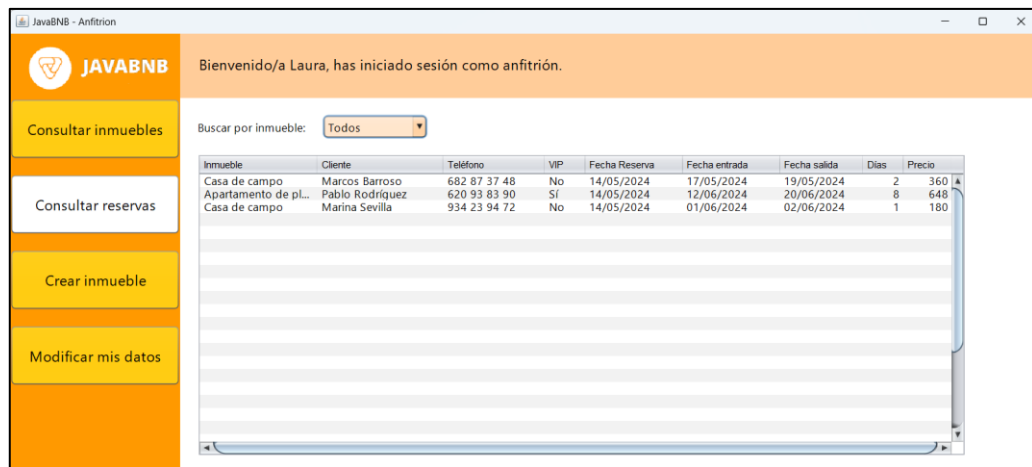 JavaBNB - Anfitrion
JAVABNB
Bienvenido/a Laura, has iniciado sesión como anfitrión.
Consultar inmuebles
Consultar reservas
Crear inmueble
Modificar mis datos
Buscar por inmueble: Todos
Inmueble Cliente Teléfono VIP Fecha Reserva Fecha entrada Fecha salida Días Precio
Casa de campo Marcos Barroso 682 87 37 48 No 14/05/2024 17/05/2024 19/05/2024 2 360
Apartamento de pl... Pablo Rodríguez 620 93 83 90 Sí 14/05/2024 12/06/2024 20/06/2024 8 648
Casa de campo Marina Sevilla 934 23 94 72 No 14/05/2024 01/06/2024 02/06/2024 1 180